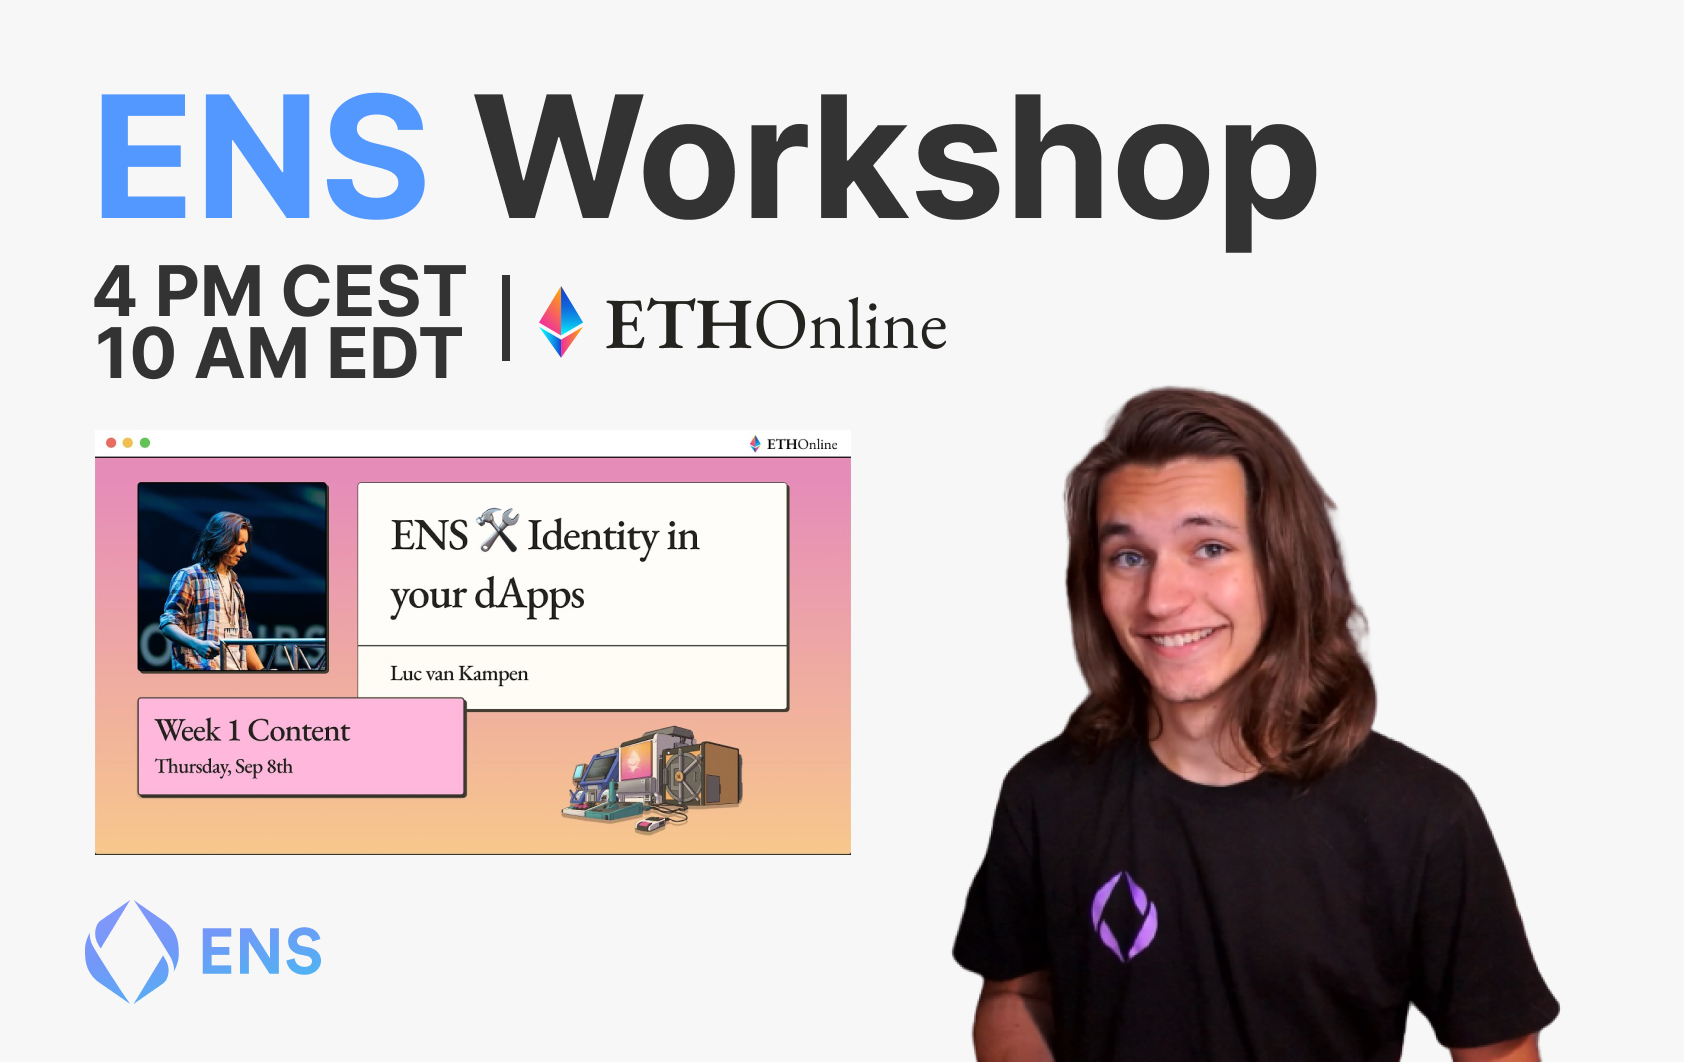 ENS Workshop
4 PM CEST
10 AM EDT
ETHOnline
ETHOnline
ENS 🛠 Identity in
your dApps
Luc van Kampen
Week 1 Content
Thursday, Sep 8th
ENS